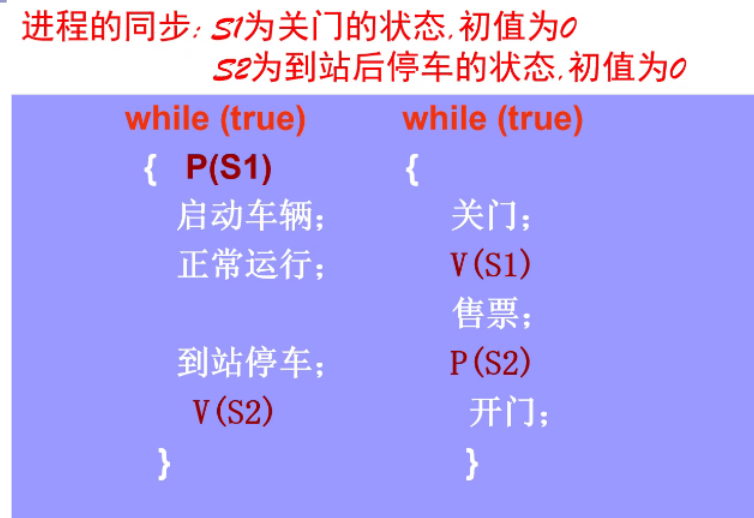 进程的同步: S1为关门的状态.初值为0
S2为到站后停车的状态.初值为0
while (true) while (true)
{ P(S1) {
启动车辆; 关门;
正常运行; V(S1)
售票;
到站停车; P(S2)
V(S2) 开门;
} }